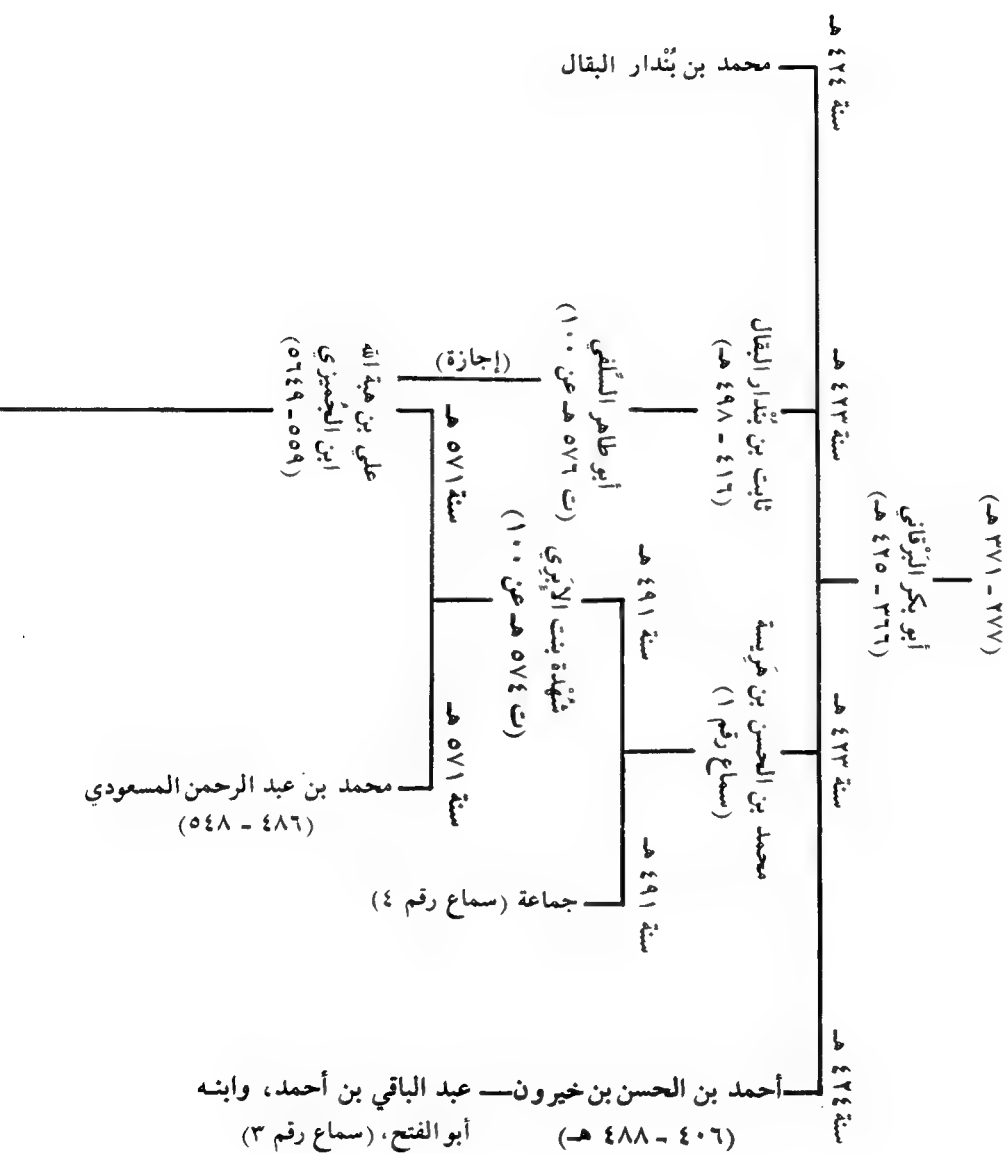 (٢٧٧ - ٣٧١ هـ)
أبو بكر البَرْقاني
(٣٦٦ - ٤٢٥ هـ)
سنة ٤٢٤ هـ
سنة ٤٢٣ هـ
سنة ٤٢٣ هـ
سنة ٤٢٤ هـ
محمد بن بُنْدار البقال
ثابت بن بُنْدار البقال
(٤١٦ - ٤٩٨ هـ)
محمد بن الحسن بن هَرِيسة
(سماع رقم ١)
أحمد بن الحسن بن خيرون — عبد الباقي بن أحمد، وابنه
(٤٠٦ - ٤٨٨ هـ) أبو الفتح، (سماع رقم ٣)
أبو طاهر السِّلَفي
(ت ٥٧٦ هـ عن ١٠٠)
سنة ٤٩١ هـ
سنة ٤٩١ هـ
شُهْدة بنت الإِبَري
(ت ٥٧٤ هـ عن ١٠٠)
جماعة (سماع رقم ٤)
(إجازة)
سنة ٥٧١ هـ
سنة ٥٧١ هـ
علي بن هبة الله
ابن الجُميزي
(٥٥٩ - ٥٦٤٩)
محمد بن عبد الرحمن المسعودي
(٤٨٦ - ٥٤٨)